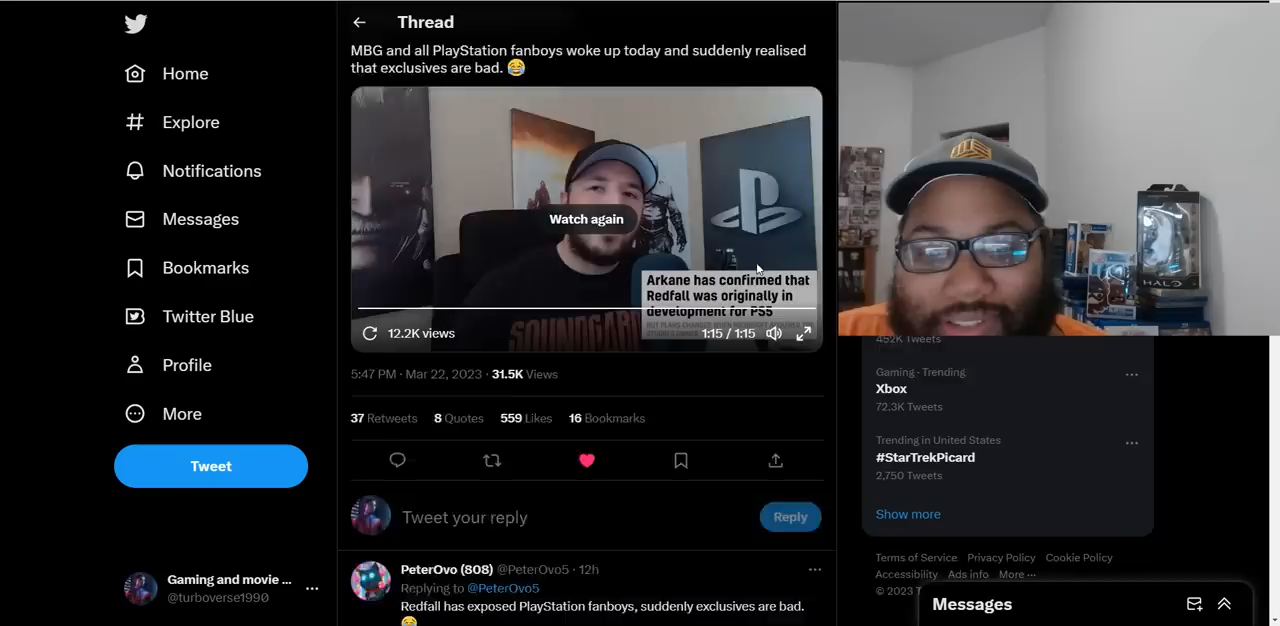 Thread
MBG and all PlayStation fanboys woke up today and suddenly realised
that exclusives are bad. 😂
Home
Explore
Notifications
Messages
Bookmarks
Twitter Blue
Profile
More
Tweet
Gaming and movie ...
@turboverse1990
Watch again
Arkane has confirmed that
Redfall was originally in
development for PS5
SOUNDGARD
12.2K views
1:15 / 1:15
5:47 PM · Mar 22, 2023 · 31.5K Views
37 Retweets 8 Quotes 559 Likes 16 Bookmarks
Tweet your reply
Reply
PeterOvo (808) @PeterOvo5 · 12h
Replying to @PeterOvo5
Redfall has exposed PlayStation fanboys, suddenly exclusives are bad.
😂
HALO
452K Tweets
Gaming · Trending
Xbox
72.3K Tweets
Trending in United States
#StarTrekPicard
2,750 Tweets
Show more
Terms of Service Privacy Policy Cookie Policy
Accessibility Ads info More ...
© 2023 T
Messages